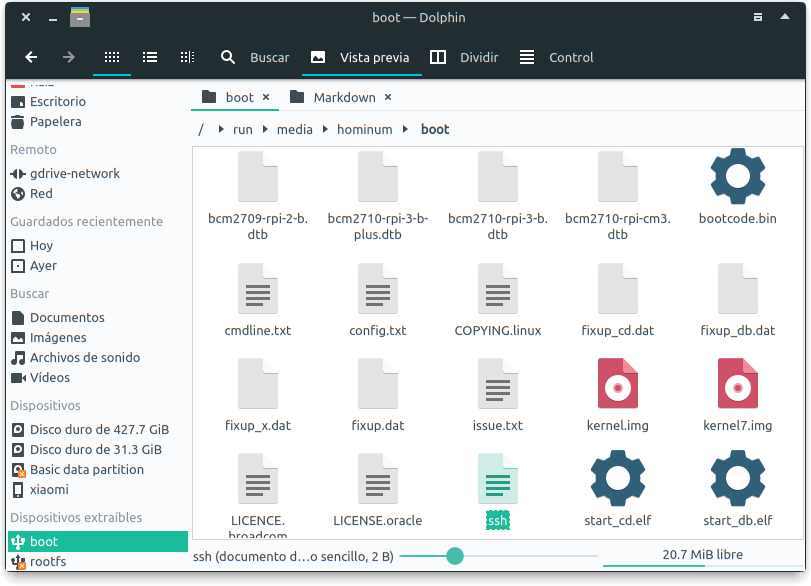 boot — Dolphin
Buscar
Vista previa
Dividir
Control
Escritorio
Papelera
Remoto
gdrive-network
Red
Guardados recientemente
Hoy
Ayer
Buscar
Documentos
Imágenes
Archivos de sonido
Vídeos
Dispositivos
Disco duro de 427.7 GiB
Disco duro de 31.3 GiB
Basic data partition
xiaomi
Dispositivos extraíbles
boot
rootfs
boot
Markdown
/ run media hominum boot
bcm2709-rpi-2-b.
dtb
bcm2710-rpi-3-b-
plus.dtb
bcm2710-rpi-3-b.
dtb
bcm2710-rpi-cm3.
dtb
bootcode.bin
cmdline.txt
config.txt
COPYING.linux
fixup_cd.dat
fixup_db.dat
fixup_x.dat
fixup.dat
issue.txt
kernel.img
kernel7.img
LICENCE.
broadcom
LICENSE.oracle
ssh
start_cd.elf
start_db.elf
ssh (documento d...o sencillo, 2 B)
20.7 MiB libre